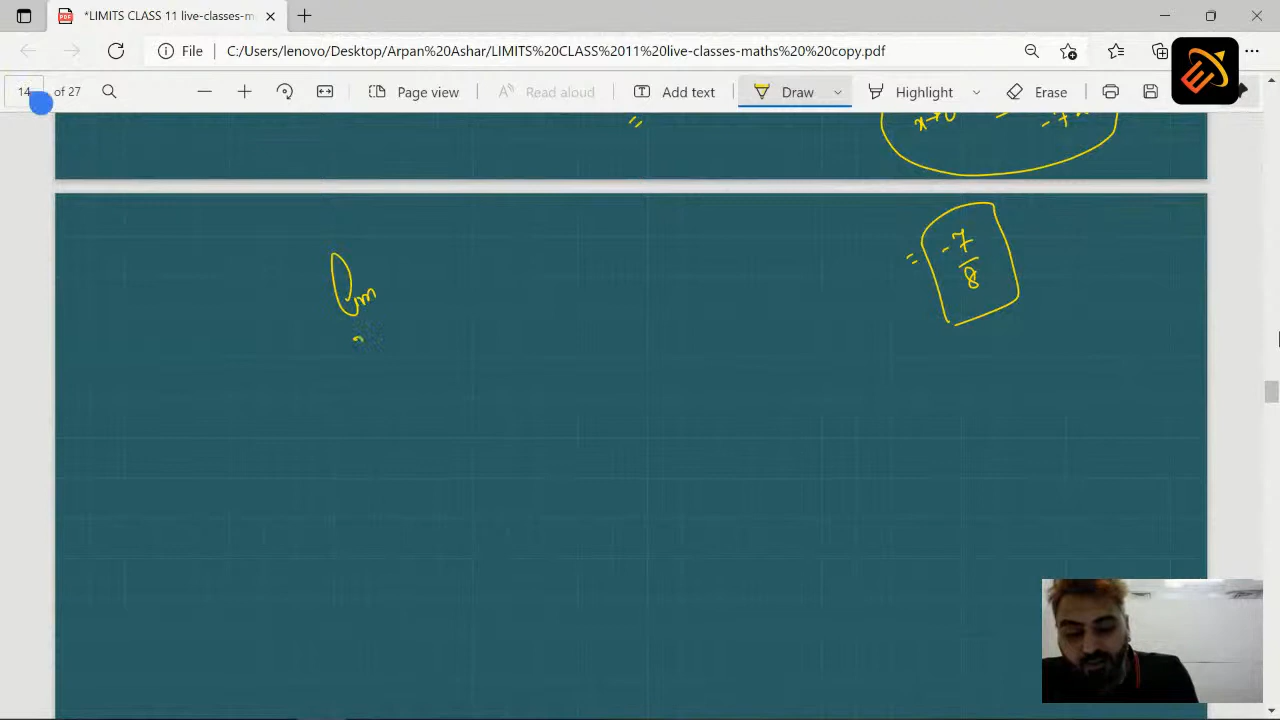 *LIMITS CLASS 11 live-classes-m
File C:/Users/lenovo/Desktop/Arpan%20Ashar/LIMITS%20CLASS%2011%20live-classes-maths%20%20copy.pdf
14 of 27 Page view Read aloud Add text Draw Highlight Erase
=
x→0
= -7/8
lim